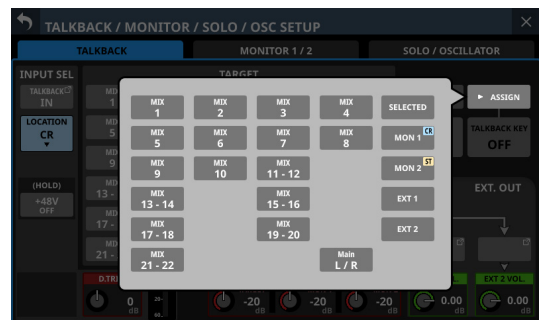 TALKBACK / MONITOR / SOLO / OSC SETUP
TALKBACK
MONITOR 1 / 2
SOLO / OSCILLATOR
INPUT SEL
TARGET
TALKBACK
IN
LOCATION
CR
(HOLD)
+48V
OFF
MIX
1
MIX
2
MIX
3
MIX
4
SELECTED
MIX
5
MIX
6
MIX
7
MIX
8
MON 1
CR
MIX
9
MIX
10
MIX
11 - 12
MON 2
ST
MIX
13 - 14
MIX
15 - 16
EXT 1
MIX
17 - 18
MIX
19 - 20
EXT 2
MIX
21 - 22
Main
L / R
ASSIGN
TALKBACK KEY
OFF
EXT. OUT
D.TRI
0
dB
-20
dB
-20
dB
-20
dB
0.00
dB
EXT 2 VOL.
0.00
dB